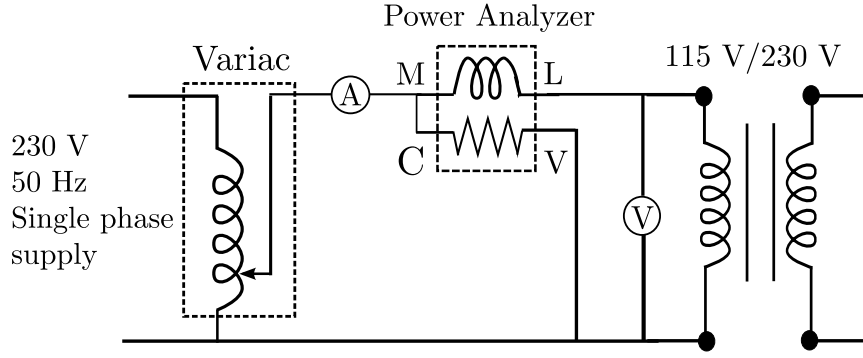 Power Analyzer
Variac
115 V/230 V
M
L
A
230 V
50 Hz
Single phase
supply
C
V
V